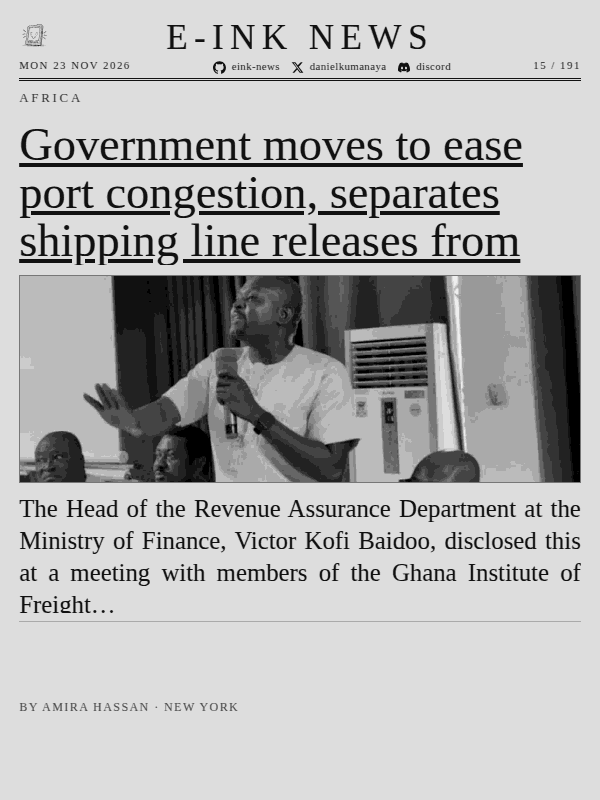 E-INK NEWS
MON 23 NOV 2026
eink-news danielkumanaya discord
15 / 191
AFRICA
Government moves to ease
port congestion, separates
shipping line releases from
The Head of the Revenue Assurance Department at the
Ministry of Finance, Victor Kofi Baidoo, disclosed this
at a meeting with members of the Ghana Institute of
Freight…
BY AMIRA HASSAN · NEW YORK